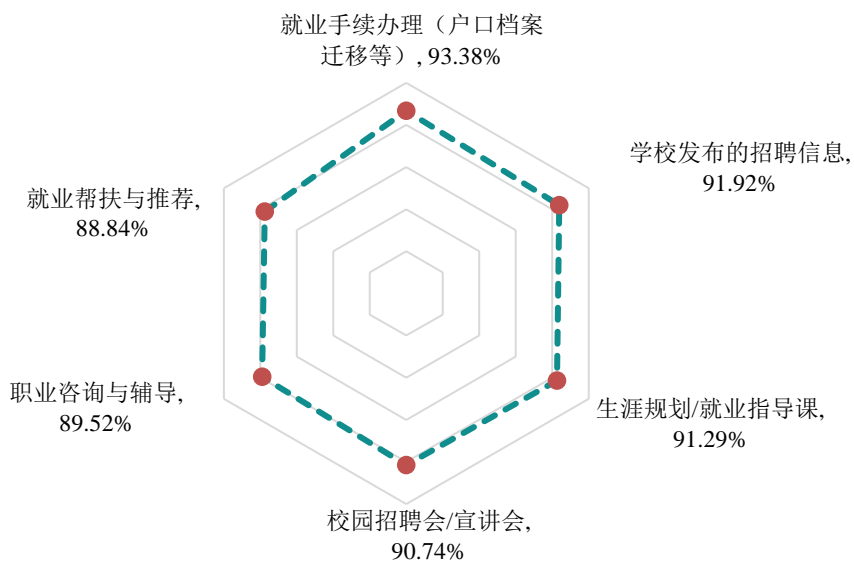 就业手续办理（户口档案
迁移等）, 93.38%
学校发布的招聘信息,
91.92%
生涯规划/就业指导课,
91.29%
校园招聘会/宣讲会,
90.74%
职业咨询与辅导,
89.52%
就业帮扶与推荐,
88.84%